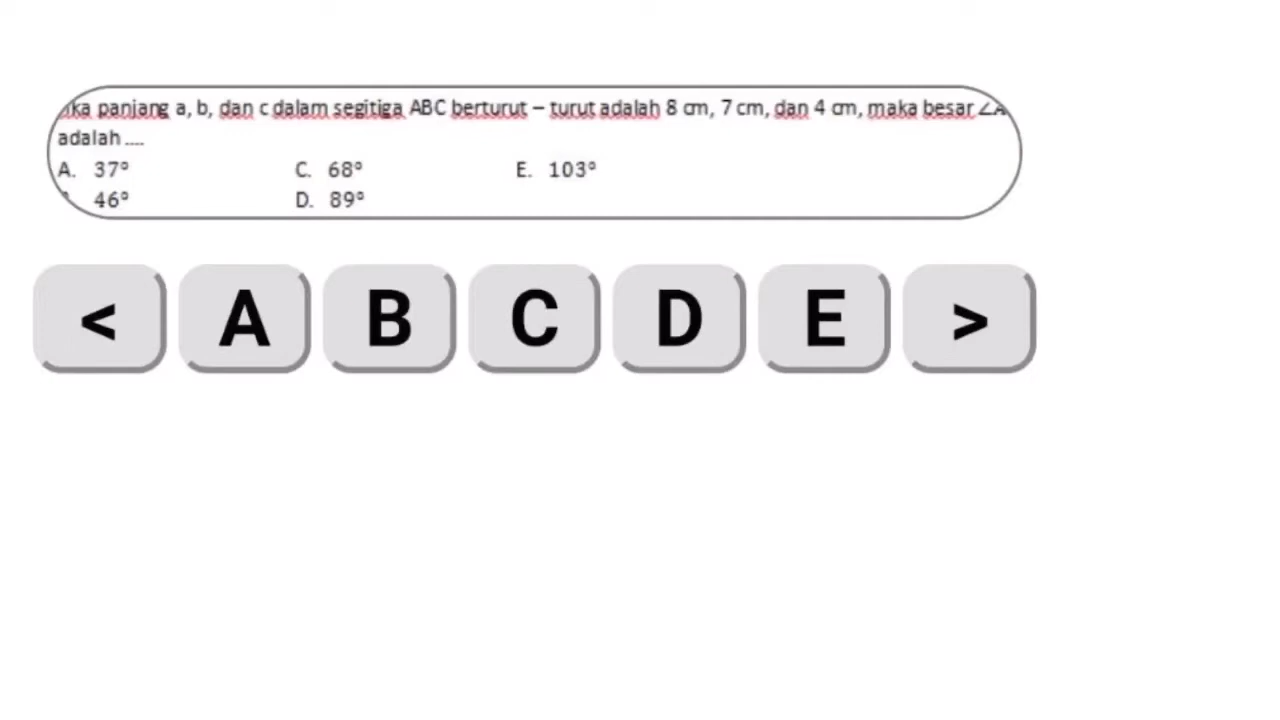 panjang a, b, dan c dalam segitiga ABC berturut – turut adalah 8 cm, 7 cm, dan 4 cm, maka besar ∠A
adalah ....
A. 37° C. 68° E. 103°
46° D. 89°
< A B C D E >